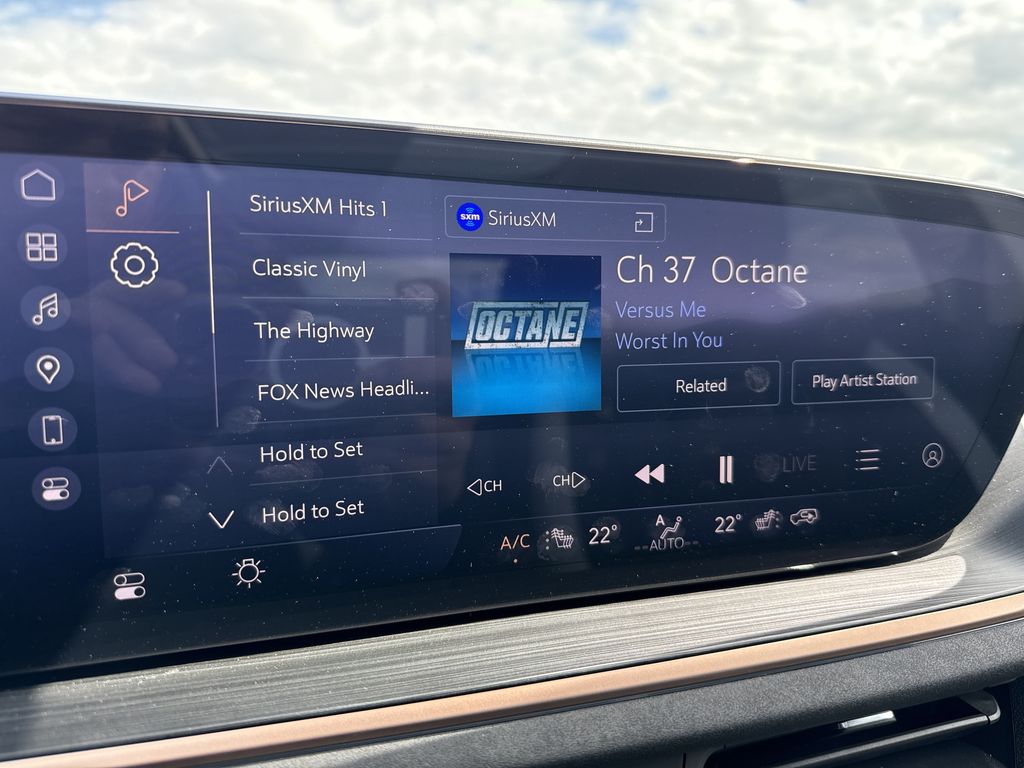 SiriusXM Hits 1
Classic Vinyl
The Highway
FOX News Headli...
Hold to Set
Hold to Set
sxm SiriusXM
OCTANE
Ch 37 Octane
Versus Me
Worst In You
Related
Play Artist Station
CH
CH
LIVE
A/C
22°
A
AUTO
22°